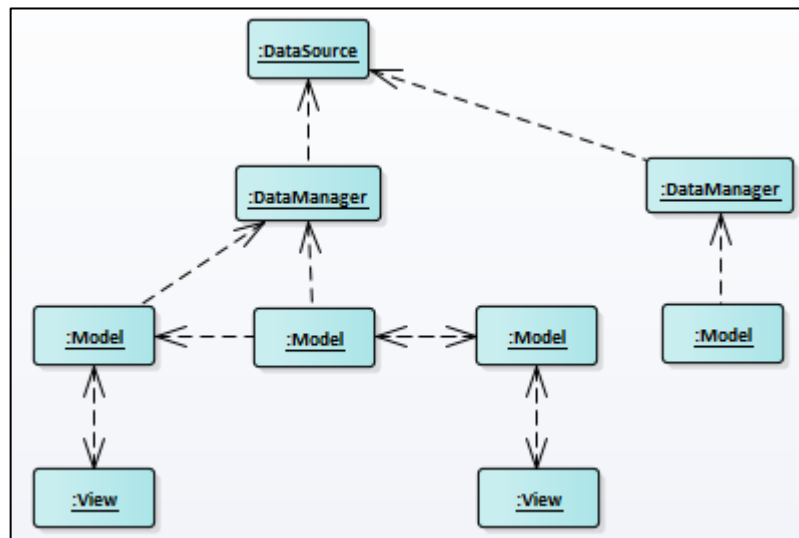 :DataSource
:DataManager
:DataManager
:Model
:Model
:Model
:Model
:View
:View